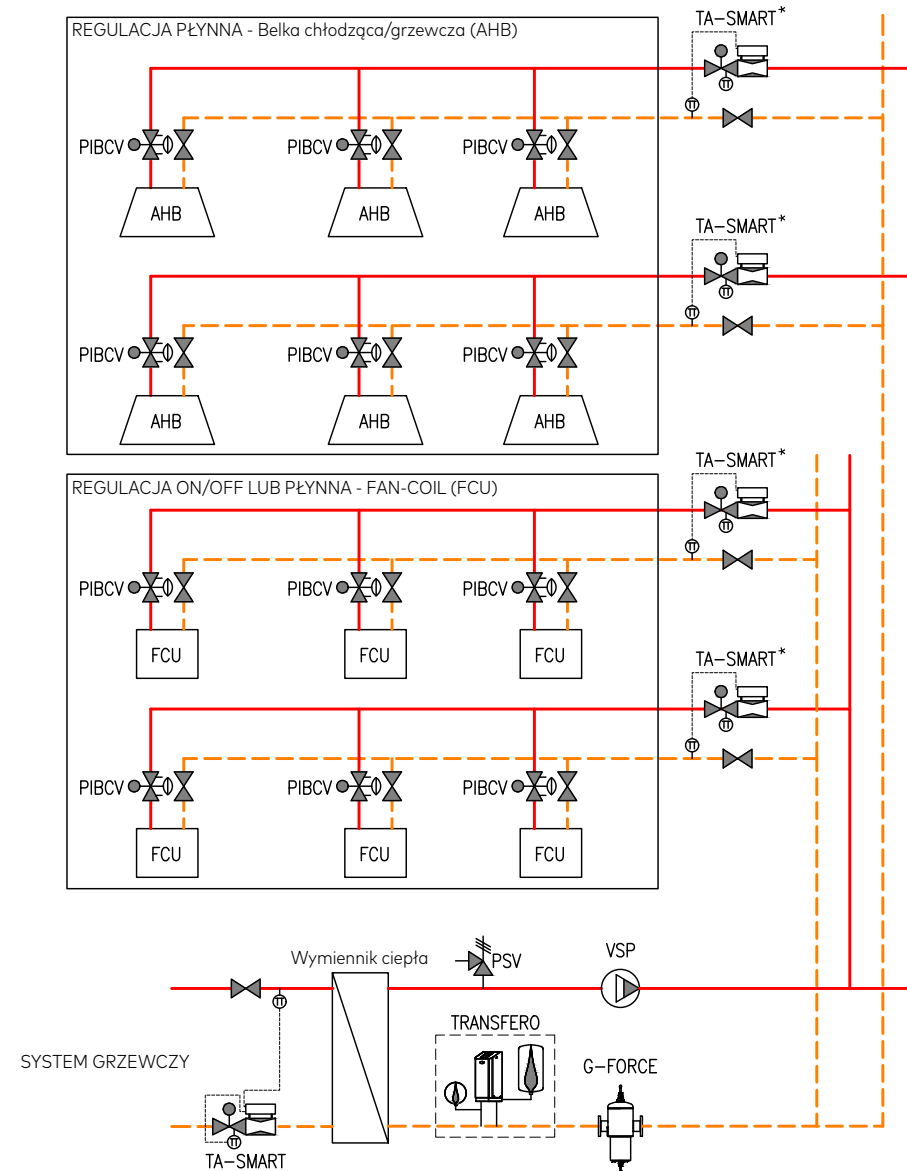 REGULACJA PŁYNNA - Belka chłodząca/grzewcza (AHB)
TA-SMART*
PIBCV
PIBCV
PIBCV
AHB
AHB
AHB
TA-SMART*
PIBCV
PIBCV
PIBCV
AHB
AHB
AHB
TA-SMART*
REGULACJA ON/OFF LUB PŁYNNA - FAN-COIL (FCU)
PIBCV
PIBCV
PIBCV
FCU
FCU
FCU
TA-SMART*
PIBCV
PIBCV
PIBCV
FCU
FCU
FCU
Wymiennik ciepła
PSV
VSP
TRANSFERO
SYSTEM GRZEWCZY
G-FORCE
TA-SMART